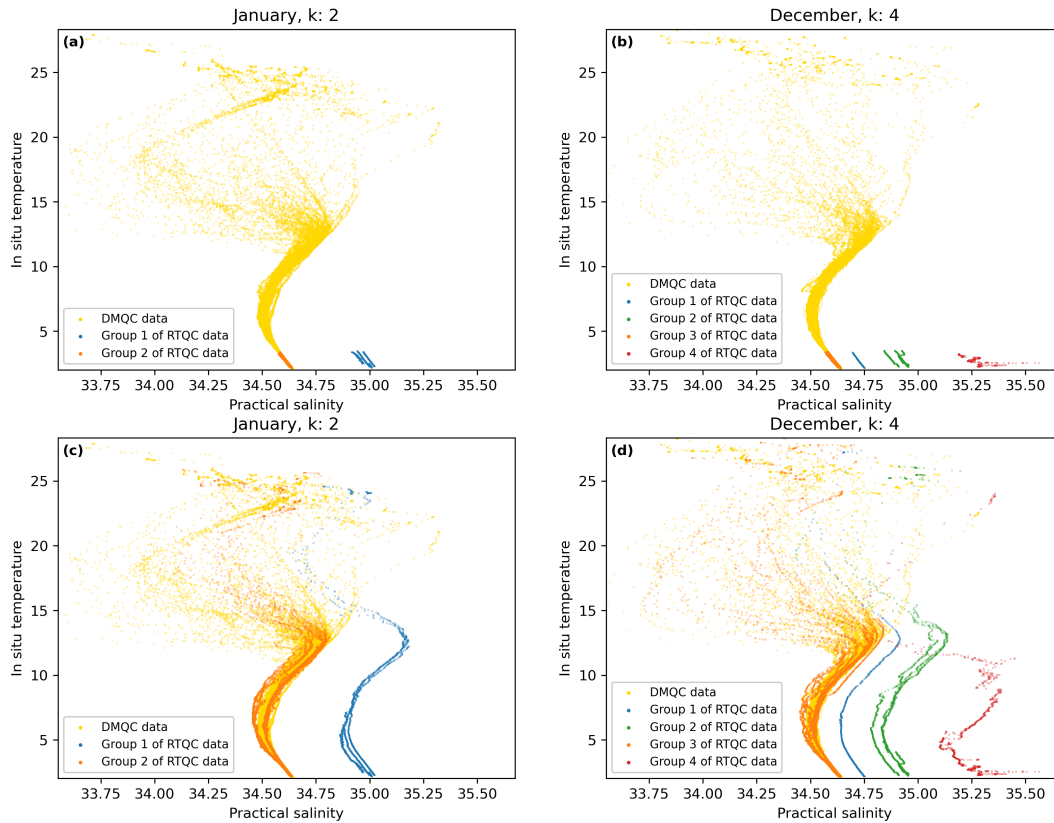 January, k: 2
(a)
In situ temperature
25
20
15
10
5
DMQC data
Group 1 of RTQC data
Group 2 of RTQC data
33.75 34.00 34.25 34.50 34.75 35.00 35.25 35.50
Practical salinity
December, k: 4
(b)
In situ temperature
25
20
15
10
5
DMQC data
Group 1 of RTQC data
Group 2 of RTQC data
Group 3 of RTQC data
Group 4 of RTQC data
33.75 34.00 34.25 34.50 34.75 35.00 35.25 35.50
Practical salinity
January, k: 2
(c)
In situ temperature
25
20
15
10
5
DMQC data
Group 1 of RTQC data
Group 2 of RTQC data
33.75 34.00 34.25 34.50 34.75 35.00 35.25 35.50
Practical salinity
December, k: 4
(d)
In situ temperature
25
20
15
10
5
DMQC data
Group 1 of RTQC data
Group 2 of RTQC data
Group 3 of RTQC data
Group 4 of RTQC data
33.75 34.00 34.25 34.50 34.75 35.00 35.25 35.50
Practical salinity